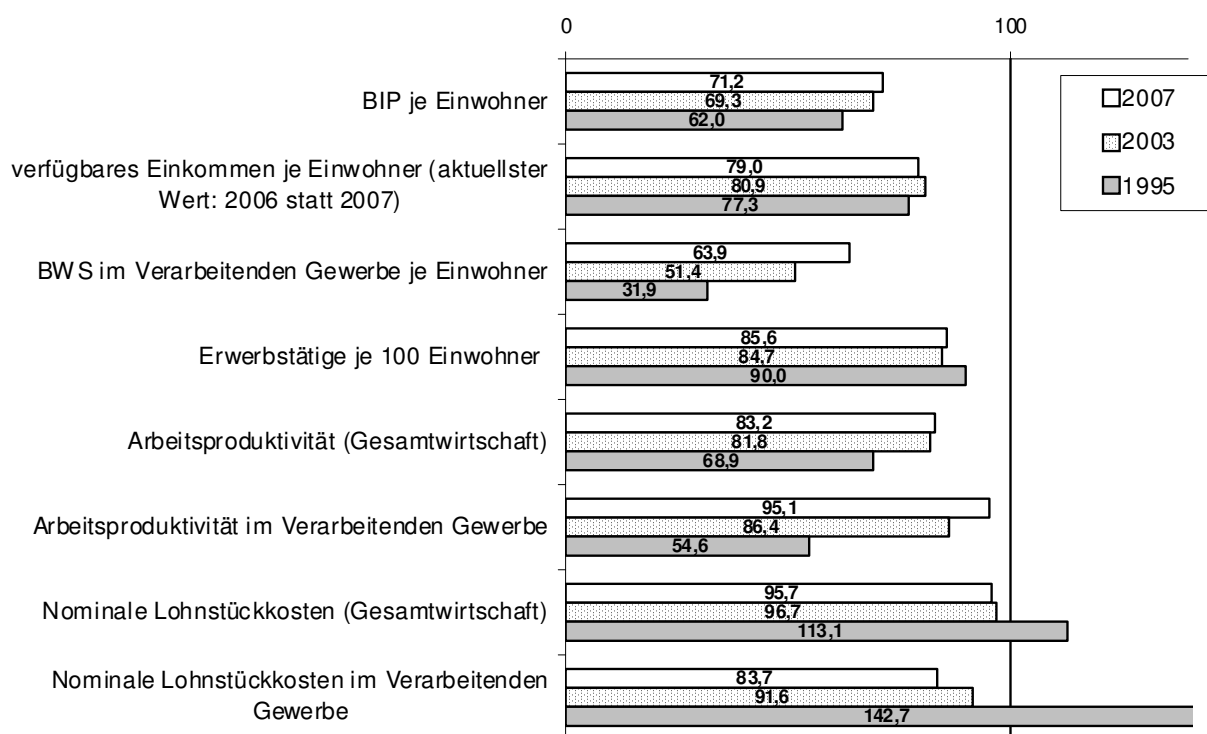 0
100
2007
2003
1995
BIP je Einwohner
71,2
69,3
62,0
verfügbares Einkommen je Einwohner (aktuellster
Wert: 2006 statt 2007)
79,0
80,9
77,3
BWS im Verarbeitenden Gewerbe je Einwohner
63,9
51,4
31,9
Erwerbstätige je 100 Einwohner
85,6
84,7
90,0
Arbeitsproduktivität (Gesamtwirtschaft)
83,2
81,8
68,9
Arbeitsproduktivität im Verarbeitenden Gewerbe
95,1
86,4
54,6
Nominale Lohnstückkosten (Gesamtwirtschaft)
95,7
96,7
113,1
Nominale Lohnstückkosten im Verarbeitenden
Gewerbe
83,7
91,6
142,7